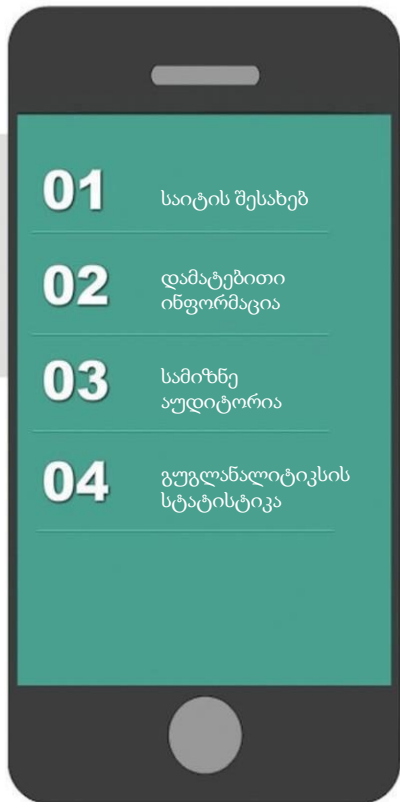 01
საიტის შესახებ
02
დამატებითი
ინფორმაცია
03
სამიზნე
აუდიტორია
04
გუგლანალიტიკსის
სტატისტიკა